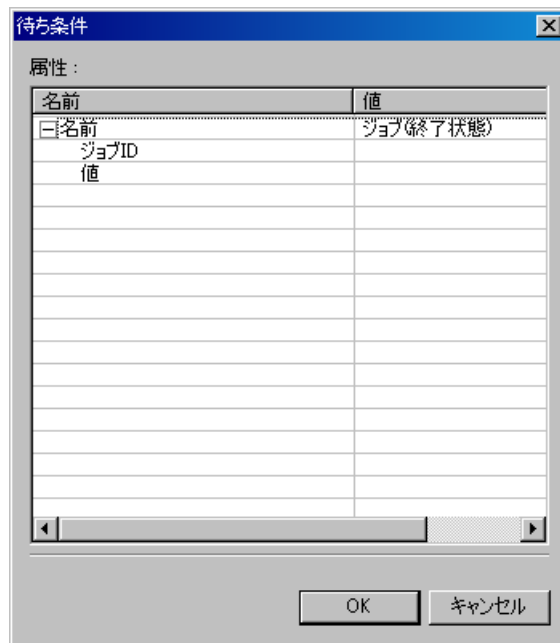 待ち条件
属性：
名前 値
名前 ジョブ(終了状態)
ジョブID
値
OK キャンセル